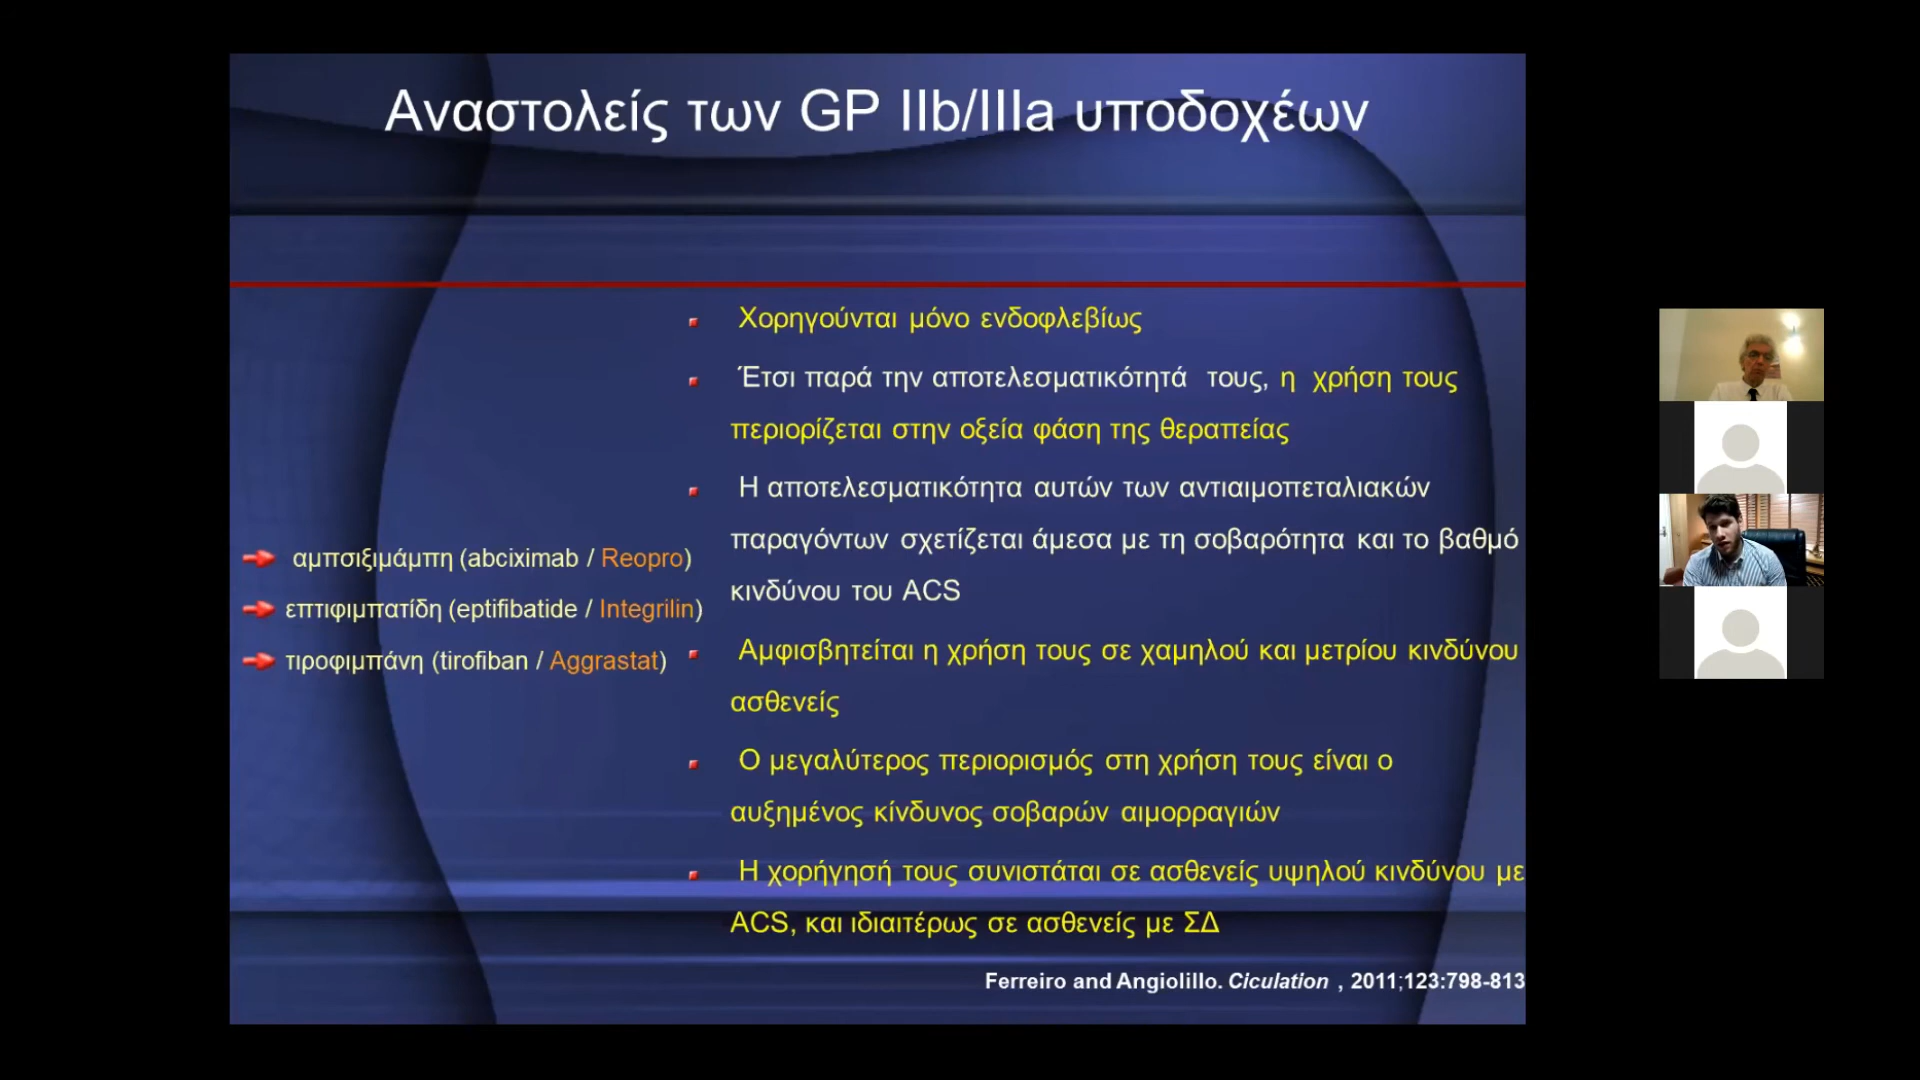 Αναστολείς των GP IIb/IIIa υποδοχέων
αμπσιξιμάμπη (abciximab / Reopro)
επτιφιμπατίδη (eptifibatide / Integrilin)
τιροφιμπάνη (tirofiban / Aggrastat)
Χορηγούνται μόνο ενδοφλεβίως
Έτσι παρά την αποτελεσματικότητά τους, η χρήση τους
περιορίζεται στην οξεία φάση της θεραπείας
Η αποτελεσματικότητα αυτών των αντιαιμοπεταλιακών
παραγόντων σχετίζεται άμεσα με τη σοβαρότητα και το βαθμό
κινδύνου του ACS
Αμφισβητείται η χρήση τους σε χαμηλού και μετρίου κινδύνου
ασθενείς
Ο μεγαλύτερος περιορισμός στη χρήση τους είναι ο
αυξημένος κίνδυνος σοβαρών αιμορραγιών
Η χορήγησή τους συνιστάται σε ασθενείς υψηλού κινδύνου με
ACS, και ιδιαιτέρως σε ασθενείς με ΣΔ
Ferreiro and Angiolillo. Ciculation , 2011;123:798-813